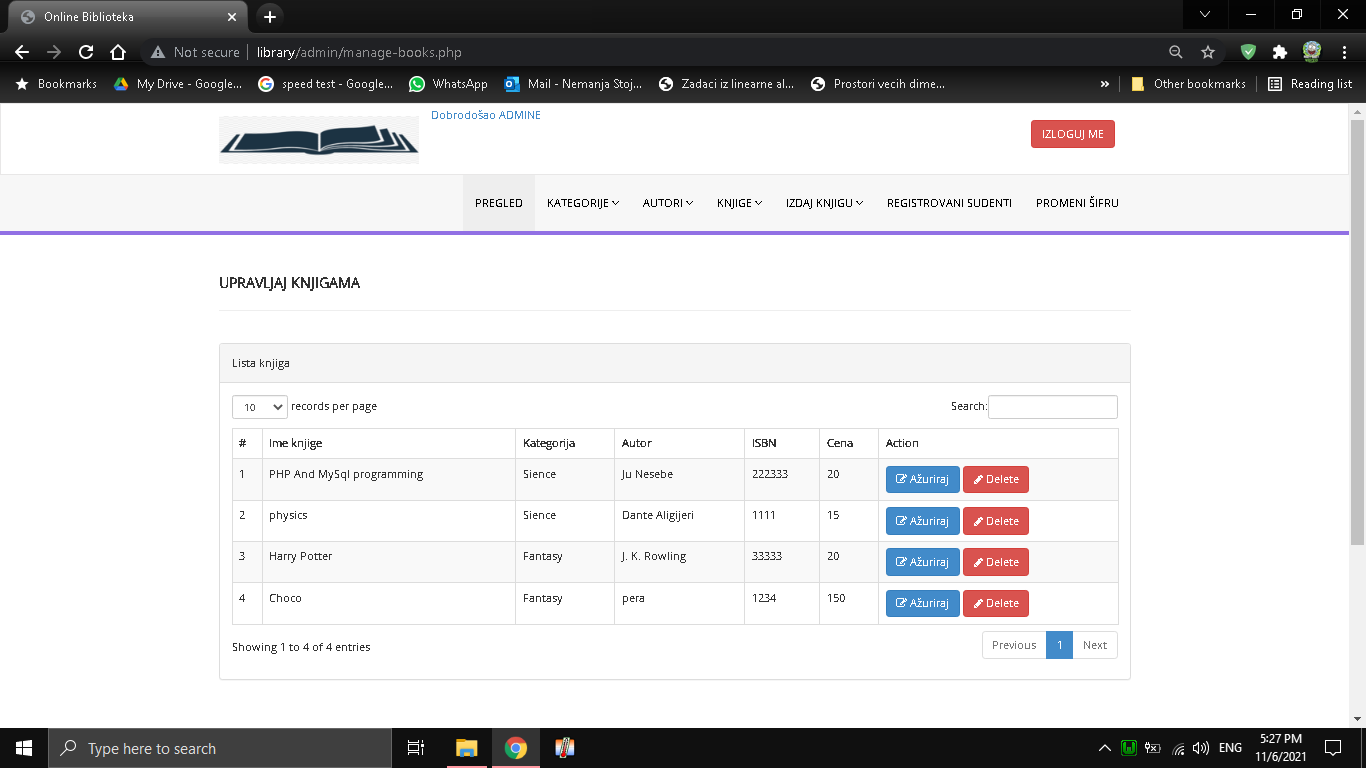 Online Biblioteka
Not secure library/admin/manage-books.php
Bookmarks My Drive - Google... speed test - Google... WhatsApp Mail - Nemanja Stoj... Zadaci iz linearne al... Prostori vecih dime... » Other bookmarks Reading list
Dobrodošao ADMINE
IZLOGUJ ME
PREGLED KATEGORIJE AUTORI KNJIGE IZDAJ KNJIGU REGISTROVANI SUDENTI PROMENI ŠIFRU
UPRAVLJAJ KNJIGAMA
Lista knjiga
10 records per page Search:
# Ime knjige Kategorija Autor ISBN Cena Action
1 PHP And MySql programming Sience Ju Nesebe 222333 20 Ažuriraj Delete
2 physics Sience Dante Aligijeri 1111 15 Ažuriraj Delete
3 Harry Potter Fantasy J. K. Rowling 33333 20 Ažuriraj Delete
4 Choco Fantasy pera 1234 150 Ažuriraj Delete
Showing 1 to 4 of 4 entries Previous 1 Next
Type here to search ENG 5:27 PM
11/6/2021